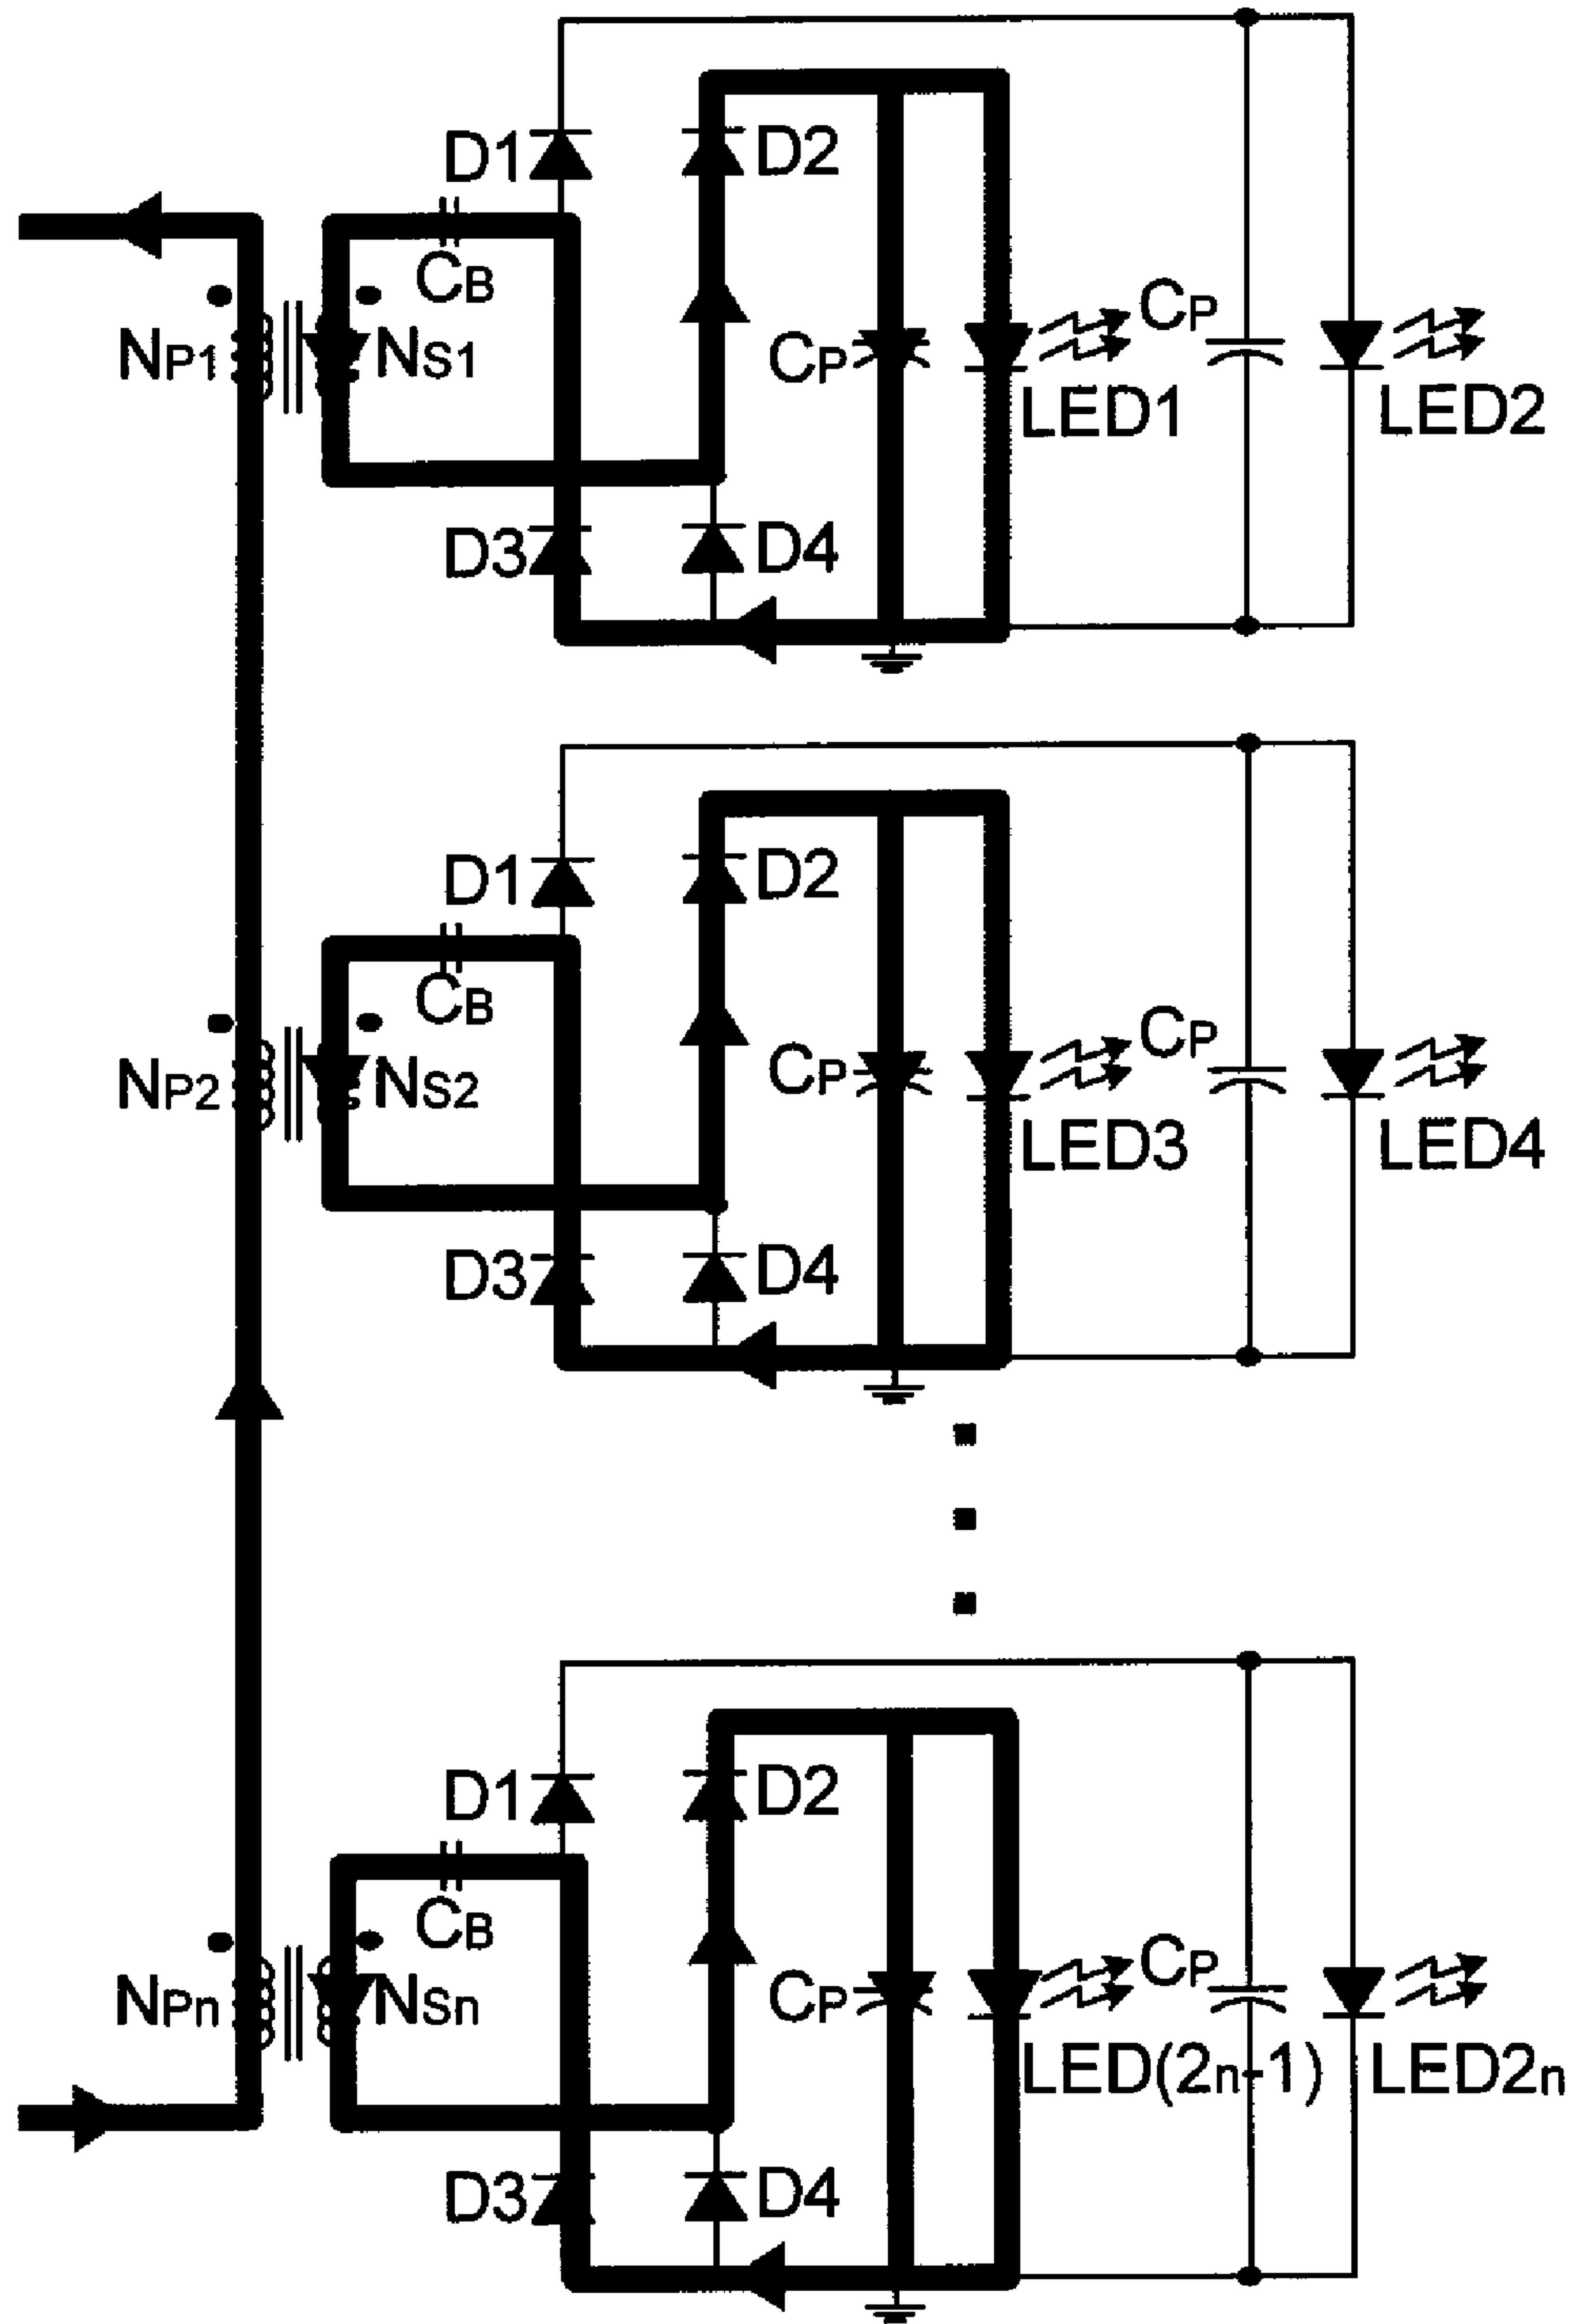 D1 D2
CB
NP1 NS1 CP LED1 CP LED2
D3 D4
D1 D2
CB
NP2 NS2 CP LED3 CP LED4
D3 D4
D1 D2
CB
NPn NSn CP LED(2n-1) CP LED2n
D3 D4